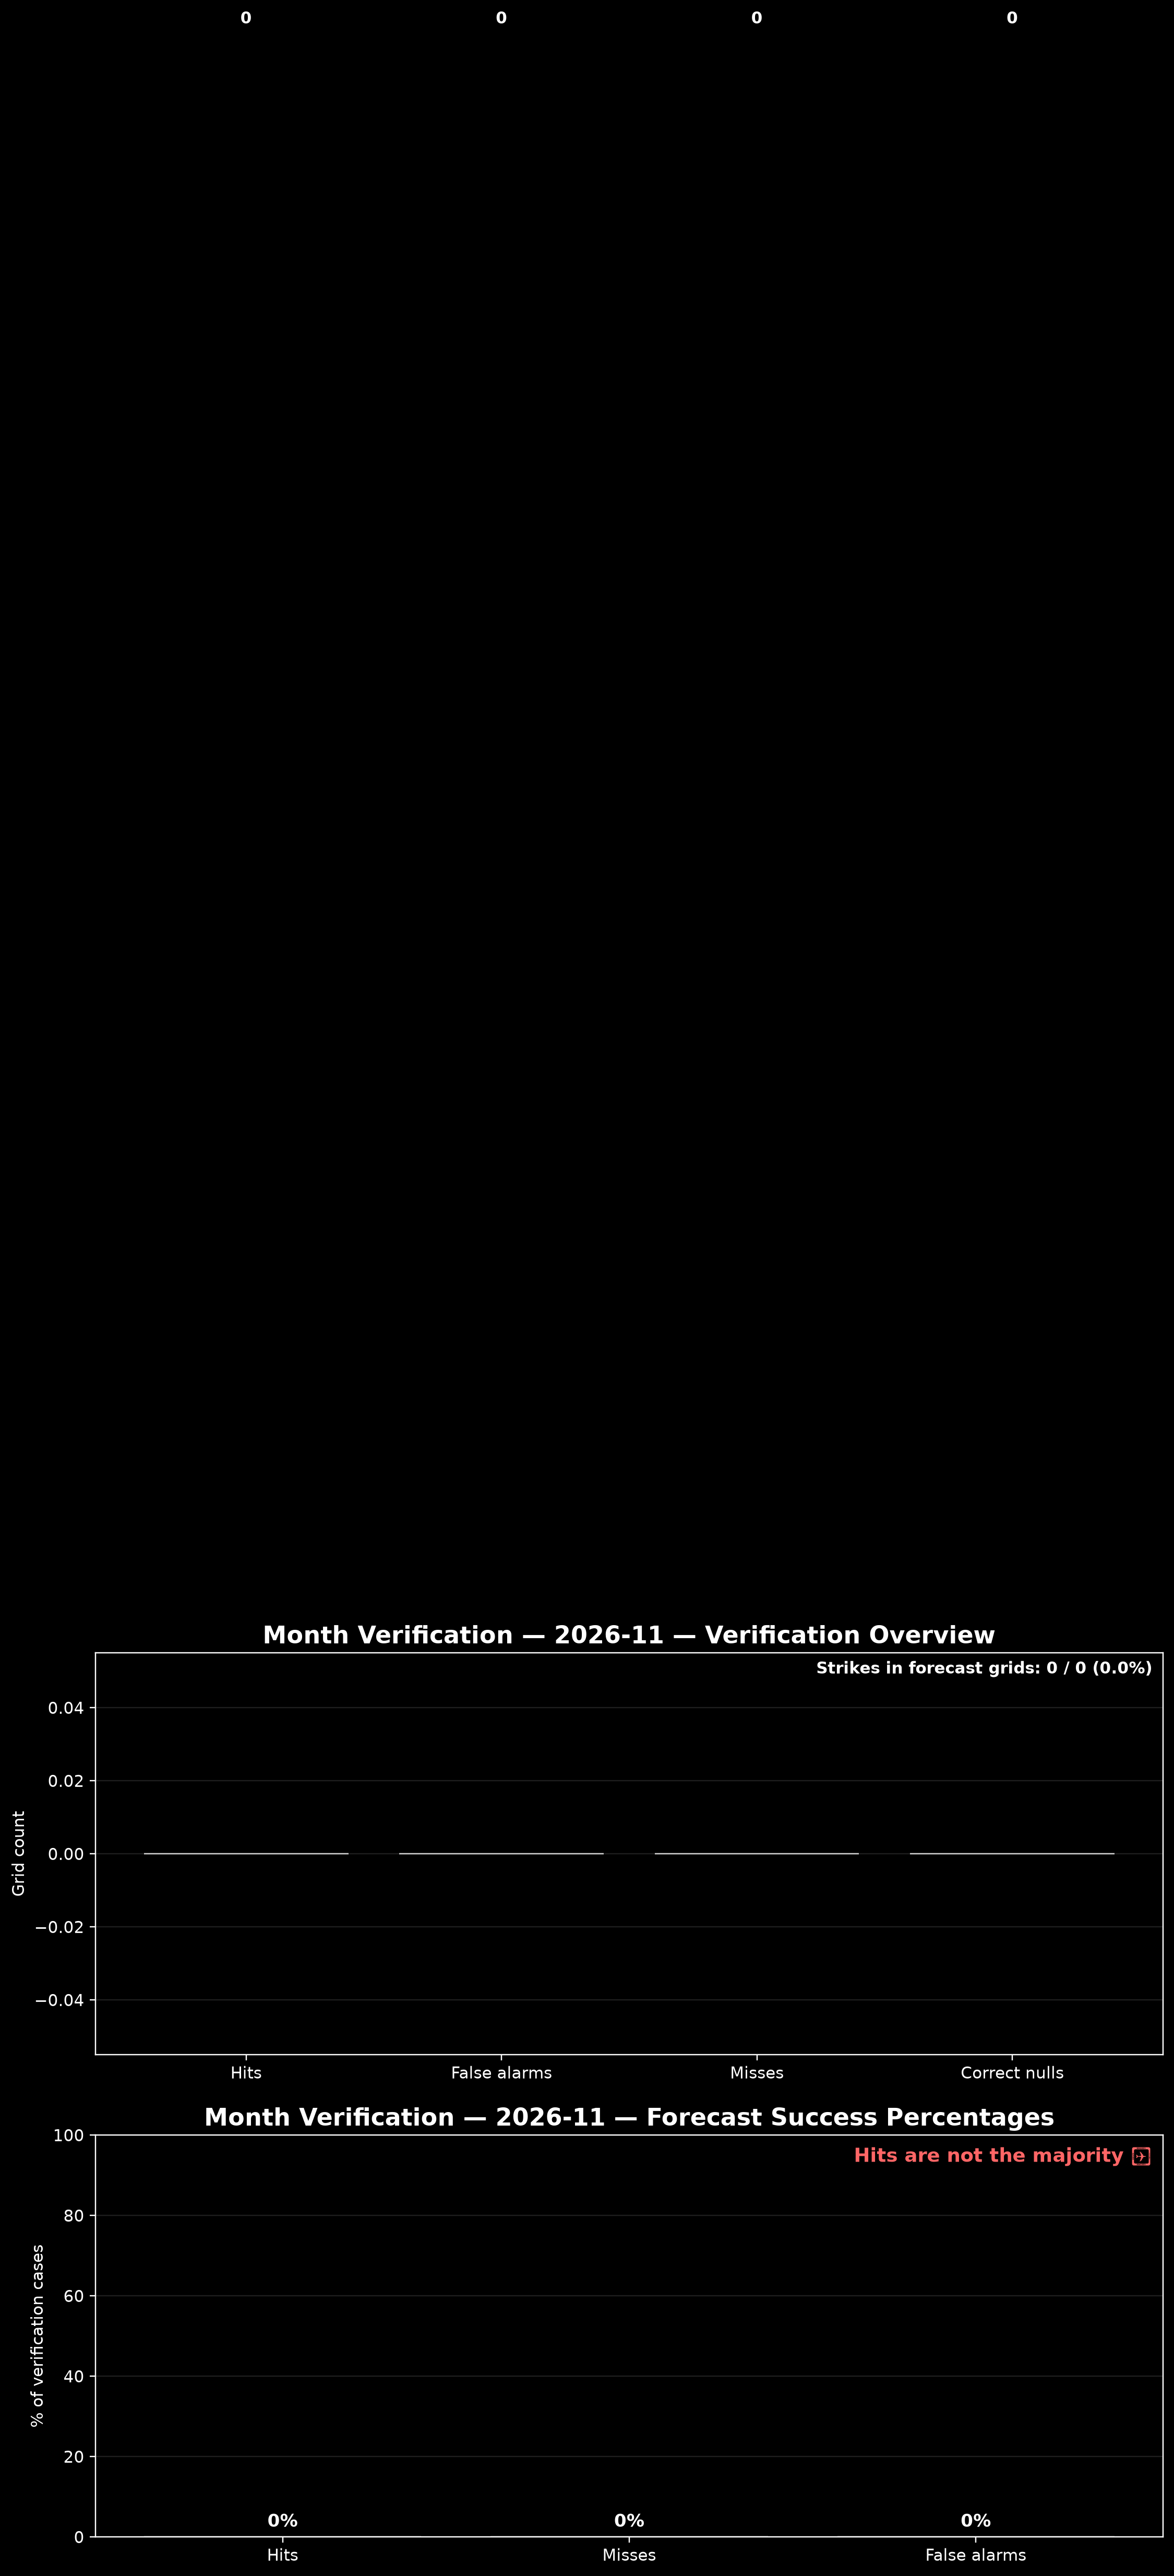 0 0 0 0
Month Verification — 2026-11 — Verification Overview
Strikes in forecast grids: 0 / 0 (0.0%)
0.04
0.02
0.00
−0.02
−0.04
Grid count
Hits False alarms Misses Correct nulls
Month Verification — 2026-11 — Forecast Success Percentages
Hits are not the majority
100
80
60
40
20
0
% of verification cases
0% 0% 0%
Hits Misses False alarms